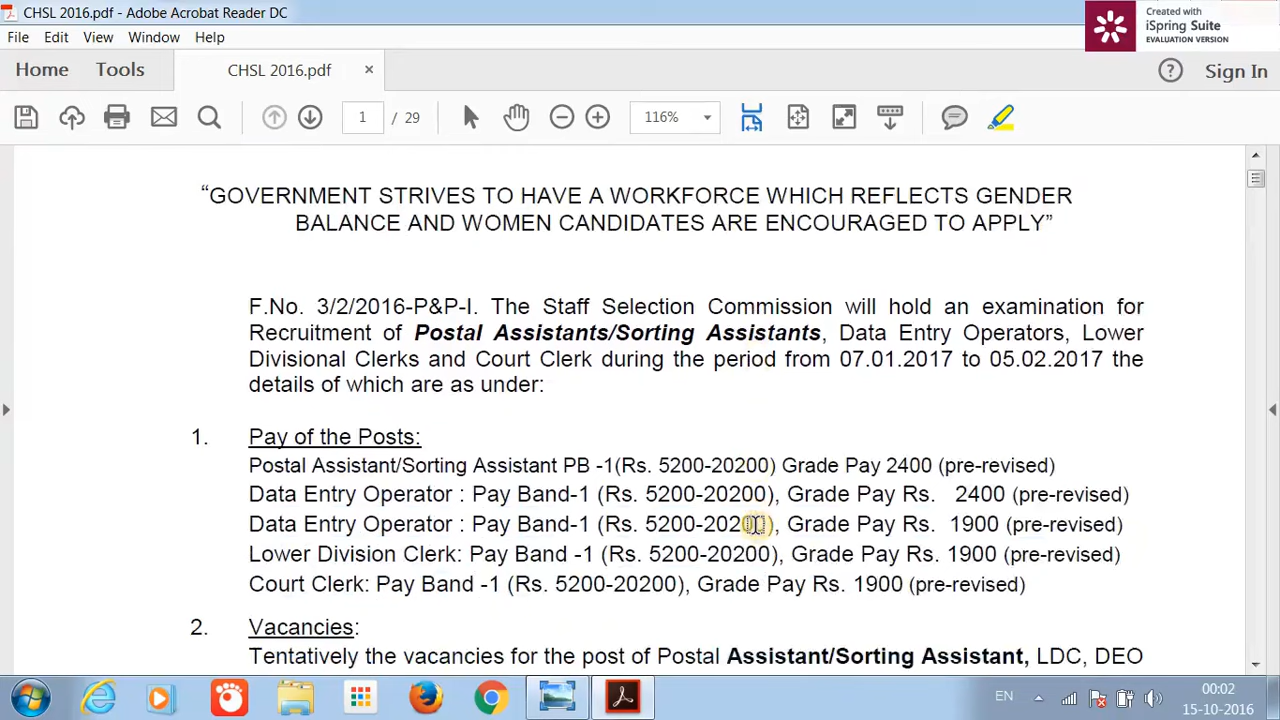 CHSL 2016.pdf - Adobe Acrobat Reader DC
Created with
iSpring Suite
EVALUATION VERSION
File Edit View Window Help
Home Tools CHSL 2016.pdf × ? Sign In
1 / 29 116%
“GOVERNMENT STRIVES TO HAVE A WORKFORCE WHICH REFLECTS GENDER
BALANCE AND WOMEN CANDIDATES ARE ENCOURAGED TO APPLY”
F.No. 3/2/2016-P&P-I. The Staff Selection Commission will hold an examination for
Recruitment of Postal Assistants/Sorting Assistants, Data Entry Operators, Lower
Divisional Clerks and Court Clerk during the period from 07.01.2017 to 05.02.2017 the
details of which are as under:
1. Pay of the Posts:
Postal Assistant/Sorting Assistant PB -1(Rs. 5200-20200) Grade Pay 2400 (pre-revised)
Data Entry Operator : Pay Band-1 (Rs. 5200-20200), Grade Pay Rs. 2400 (pre-revised)
Data Entry Operator : Pay Band-1 (Rs. 5200-20200), Grade Pay Rs. 1900 (pre-revised)
Lower Division Clerk: Pay Band -1 (Rs. 5200-20200), Grade Pay Rs. 1900 (pre-revised)
Court Clerk: Pay Band -1 (Rs. 5200-20200), Grade Pay Rs. 1900 (pre-revised)
2. Vacancies:
Tentatively the vacancies for the post of Postal Assistant/Sorting Assistant, LDC, DEO
EN 00:02
15-10-2016